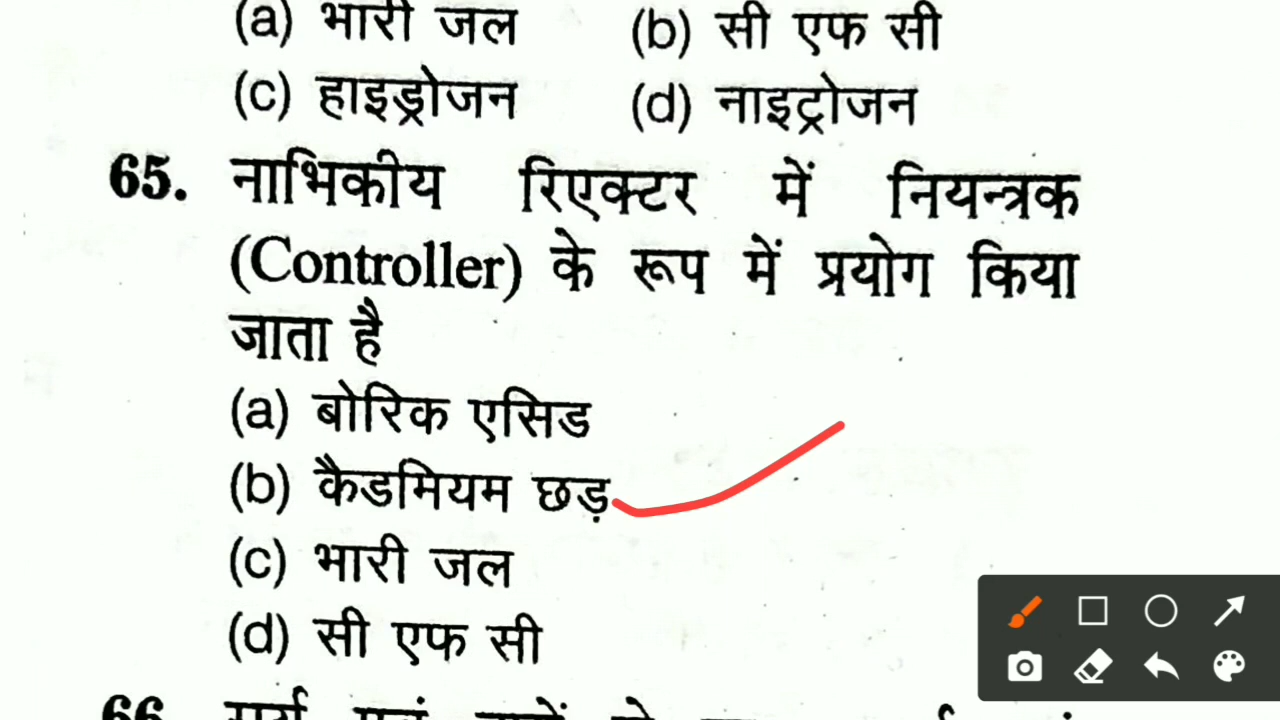 (a) भारी जल (b) सी एफ सी
(c) हाइड्रोजन (d) नाइट्रोजन
65. नाभिकीय रिएक्टर में नियन्त्रक
(Controller) के रूप में प्रयोग किया
जाता है
(a) बोरिक एसिड
(b) कैडमियम छड़
(c) भारी जल
(d) सी एफ सी
66.